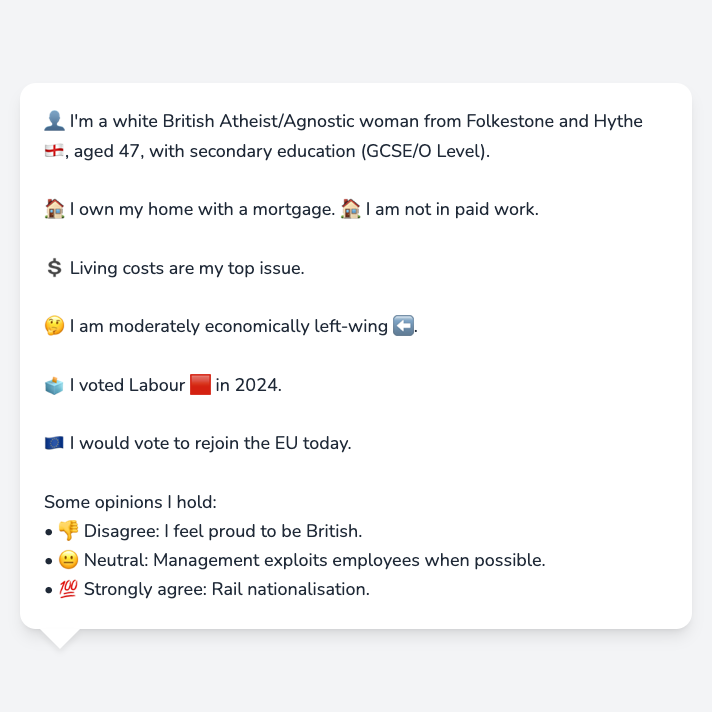 👤 I'm a white British Atheist/Agnostic woman from Folkestone and Hythe
🏴󠁧󠁢󠁥󠁮󠁧󠁿, aged 47, with secondary education (GCSE/O Level).
🏠 I own my home with a mortgage. 🏠 I am not in paid work.
💲 Living costs are my top issue.
🤔 I am moderately economically left-wing ⬅️.
🗳️ I voted Labour 🟥 in 2024.
🇪🇺 I would vote to rejoin the EU today.
Some opinions I hold:
• 👎 Disagree: I feel proud to be British.
• 😐 Neutral: Management exploits employees when possible.
• 💯 Strongly agree: Rail nationalisation.